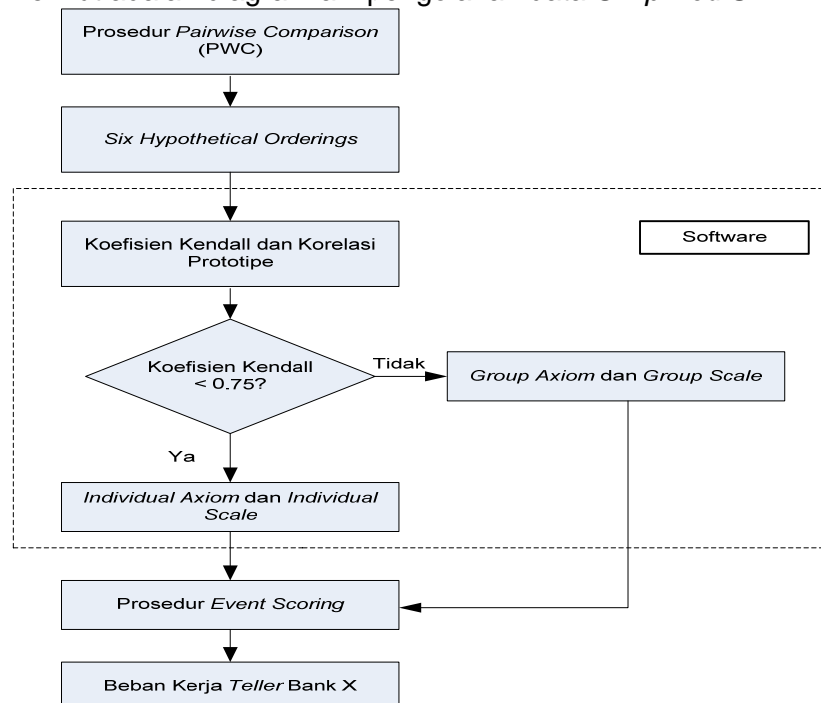 Prosedur Pairwise Comparison
(PWC)
Six Hypothetical Orderings
Koefisien Kendall dan Korelasi
Prototipe
Software
Koefisien Kendall
< 0.75?
Tidak
Group Axiom dan Group Scale
Ya
Individual Axiom dan Individual
Scale
Prosedur Event Scoring
Beban Kerja Teller Bank X